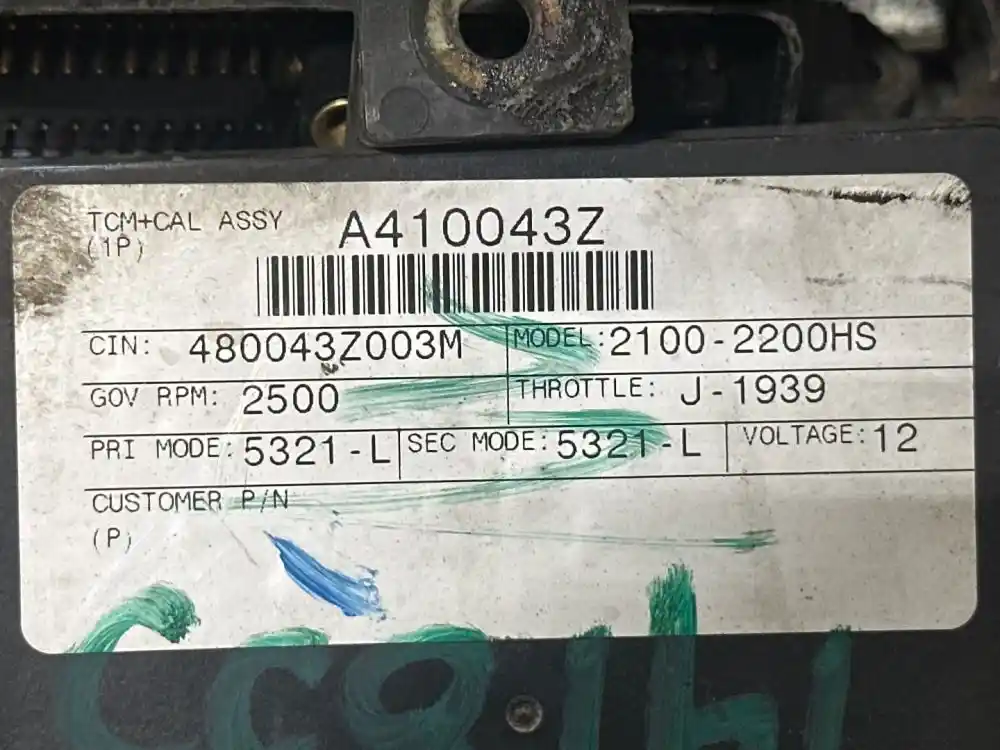 TCM+CAL ASSY A410043Z
(1P)
CIN: 480043Z003M MODEL: 2100-2200HS
GOV RPM: 2500 THROTTLE: J-1939
PRI MODE: 5321-L SEC MODE: 5321-L VOLTAGE: 12
CUSTOMER P/N
(P)